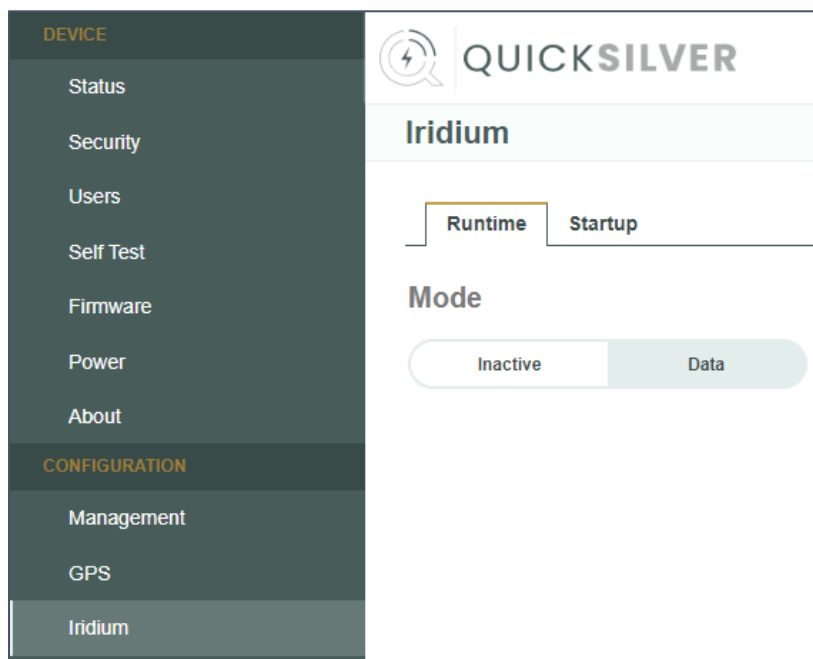 DEVICE
Status
Security
Users
Self Test
Firmware
Power
About
CONFIGURATION
Management
GPS
Iridium
QUICKSILVER
Iridium
Runtime Startup
Mode
Inactive Data